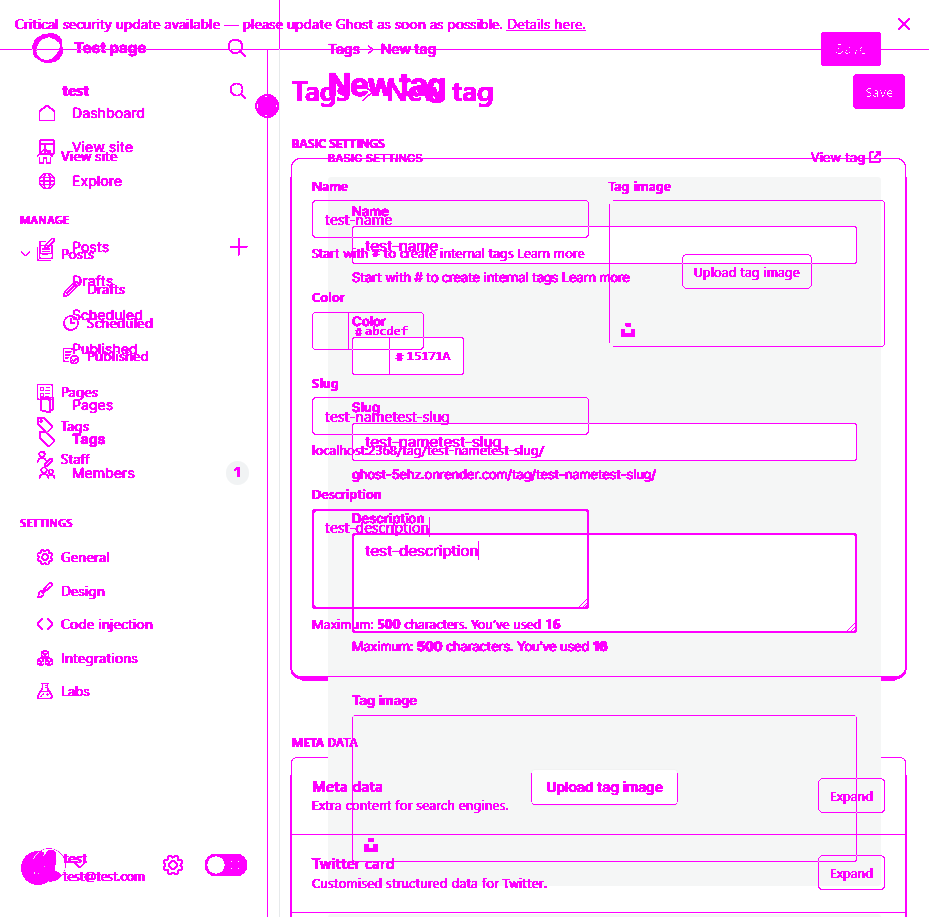 Critical security update available — please update Ghost as soon as possible. Details here.
Test page
Tags > New tag
Save
test
New tag
Tags > New tag
Save
Dashboard
View site
View site
Explore
MANAGE
Posts
Posts
Drafts
Drafts
Scheduled
Scheduled
Published
Published
Pages
Pages
Tags
Tags
Staff
Members
1
SETTINGS
General
Design
Code injection
Integrations
Labs
test
test@test.com
BASIC SETTINGS
BASIC SETTINGS
View tag
Name
Tag image
Name
test-name
test-name
Start with # to create internal tags Learn more
Start with # to create internal tags Learn more
Upload tag image
Color
Color
# abcdef
# 15171A
Slug
Slug
test-nametest-slug
test-nametest-slug
localhost:2368/tag/test-nametest-slug/
ghost-5ehz.onrender.com/tag/test-nametest-slug/
Description
Description
test-description
test-description
Maximum: 500 characters. You've used 16
Maximum: 500 characters. You've used 16
Tag image
META DATA
Meta data
Extra content for search engines.
Upload tag image
Expand
Twitter card
Customised structured data for Twitter.
Expand